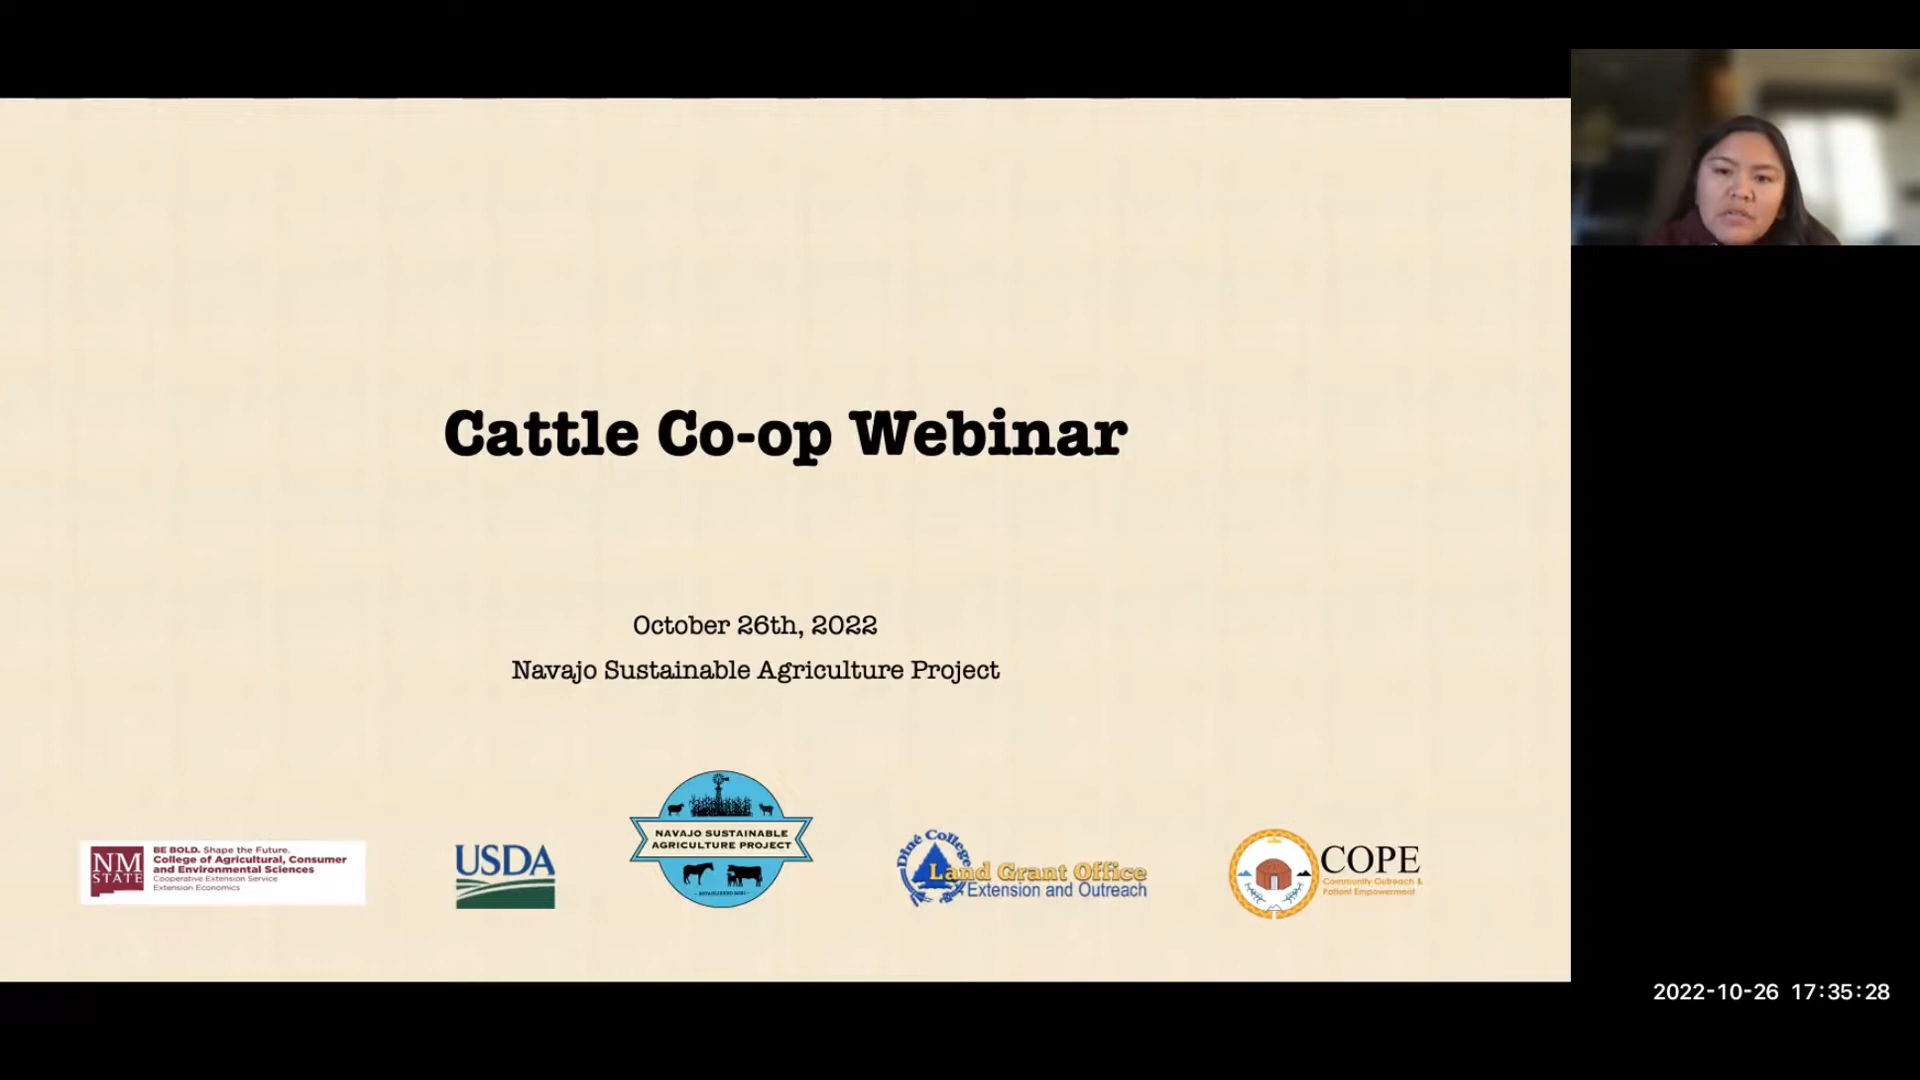 Cattle Co-op Webinar
October 26th, 2022
Navajo Sustainable Agriculture Project
NM
STATE
BE BOLD. Shape the Future.
College of Agricultural, Consumer
and Environmental Sciences
Cooperative Extension Service
Extension Economics
USDA
NAVAJO SUSTAINABLE
AGRICULTURE PROJECT
Diné College
Land Grant Office
Extension and Outreach
COPE
Community Outreach &
Patient Empowerment
2022-10-26 17:35:28